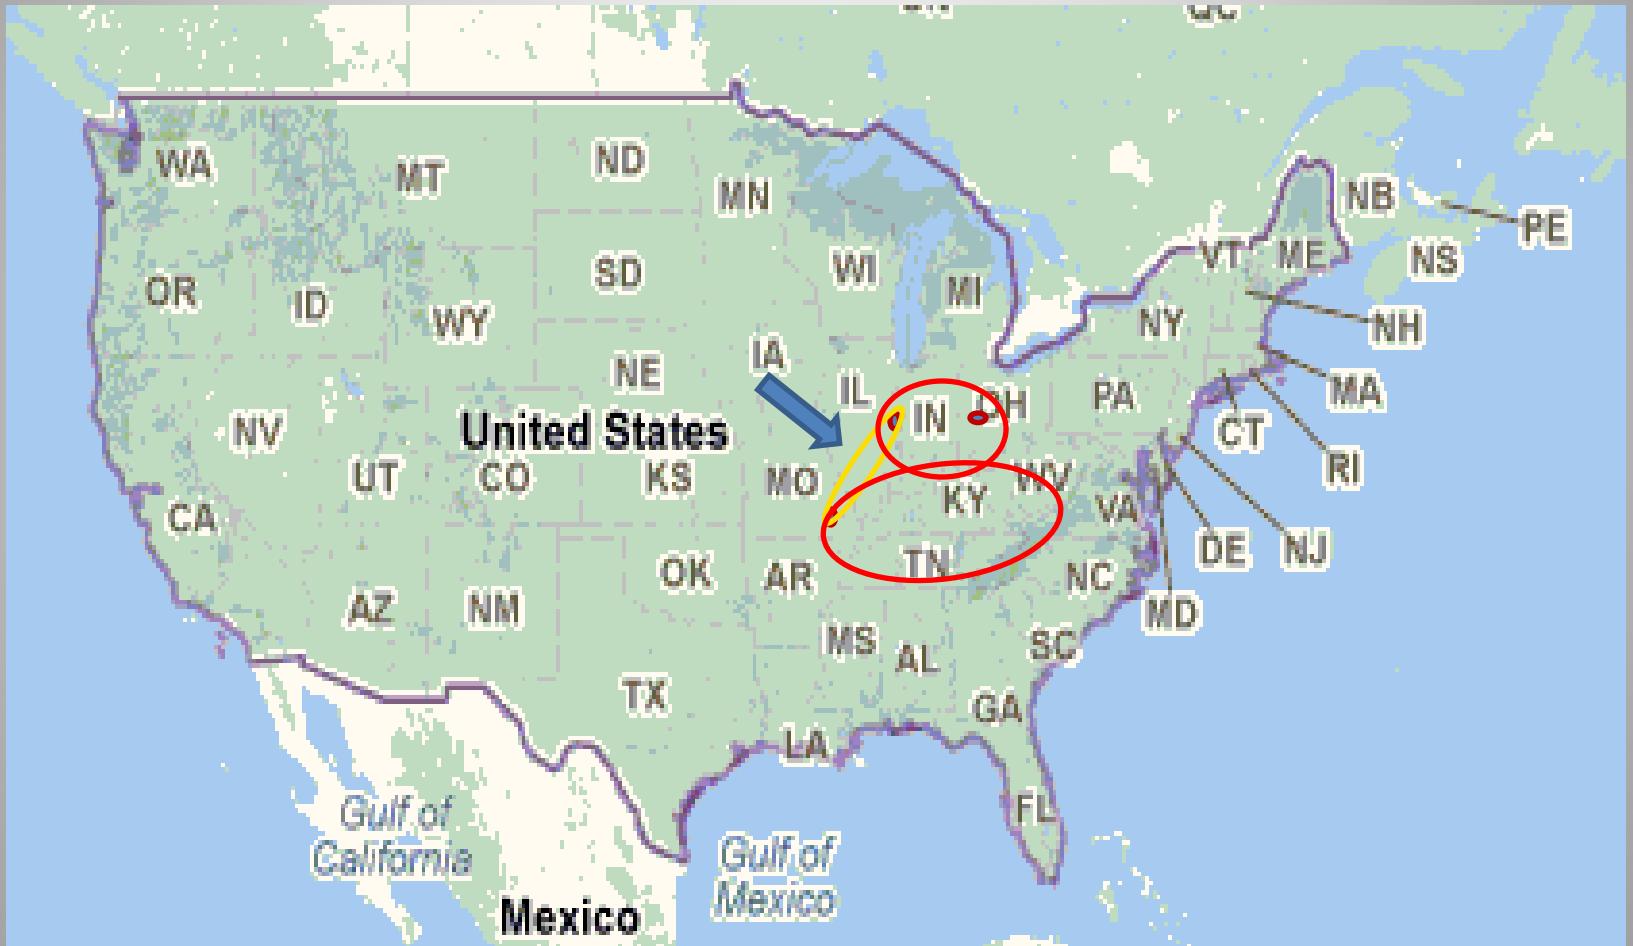 WA
MT
ND
MN
NB
PE
VT
ME
NS
OR
ID
SD
WI
MI
WY
NY
NH
IA
NE
IL
PA
MA
OH
IN
NV
United States
CT
UT
CO
KS
MO
WV
RI
KY
VA
CA
DE
NJ
TN
OK
AR
NC
AZ
NM
MD
MS
AL
SC
TX
GA
LA
FL
Gulf of
California
Gulf of
Mexico
Mexico